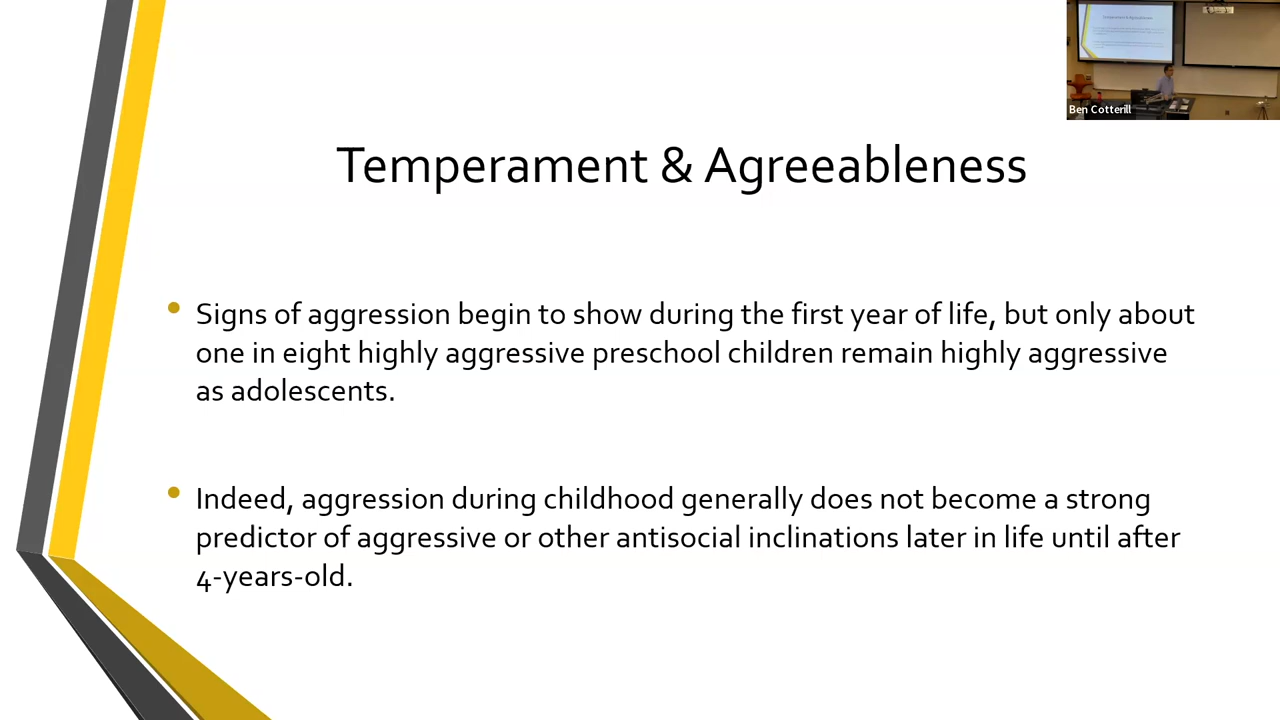 Ben Cotterill
Temperament & Agreeableness
Signs of aggression begin to show during the first year of life, but only about
one in eight highly aggressive preschool children remain highly aggressive
as adolescents.
Indeed, aggression during childhood generally does not become a strong
predictor of aggressive or other antisocial inclinations later in life until after
4-years-old.